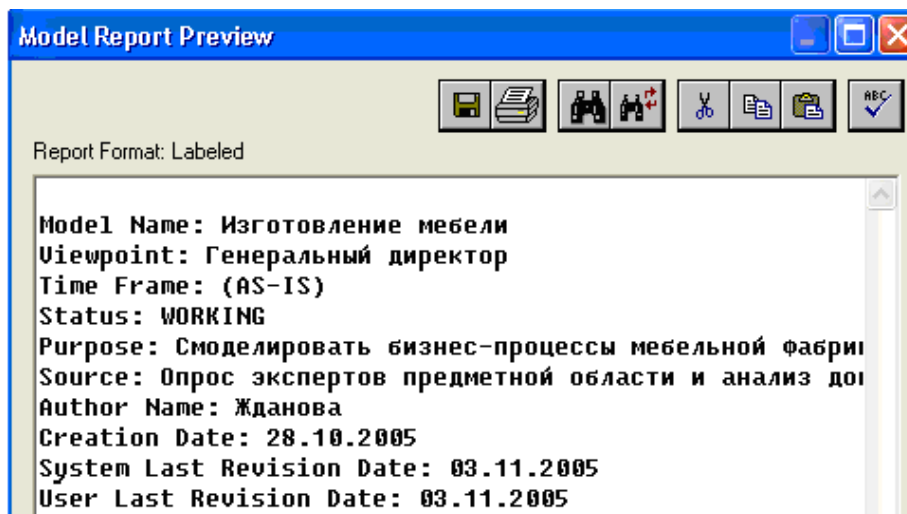 Model Report Preview
ABC
Report Format: Labeled
Model Name: Изготовление мебели
Viewpoint: Генеральный директор
Time Frame: (AS-IS)
Status: WORKING
Purpose: Смоделировать бизнес-процессы мебельной
Source: Опрос экспертов предметной области и анализ
Author Name: Жданова
Creation Date: 28.10.2005
System Last Revision Date: 03.11.2005
User Last Revision Date: 03.11.2005